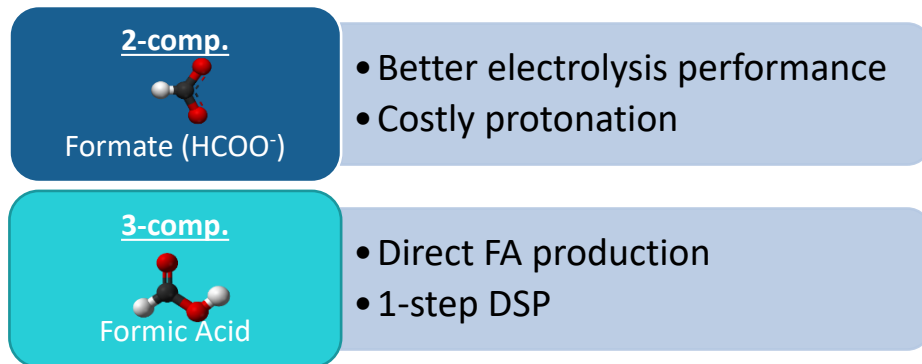 2-comp.
Formate (HCOO⁻)
• Better electrolysis performance
• Costly protonation
3-comp.
Formic Acid
• Direct FA production
• 1-step DSP